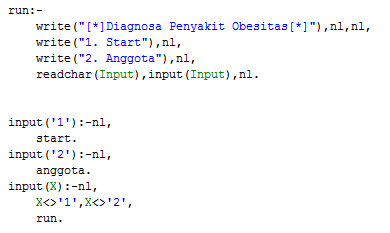 run:-
    write("[*]Diagnosa Penyakit Obesitas[*]"),nl,nl,
    write("1. Start"),nl,
    write("2. Anggota"),nl,
    readchar(Input),input(Input),nl.

input('1'):-nl,
    start.
input('2'):-nl,
    anggota.
input(X):-nl,
    X<>'1',X<>'2',
    run.